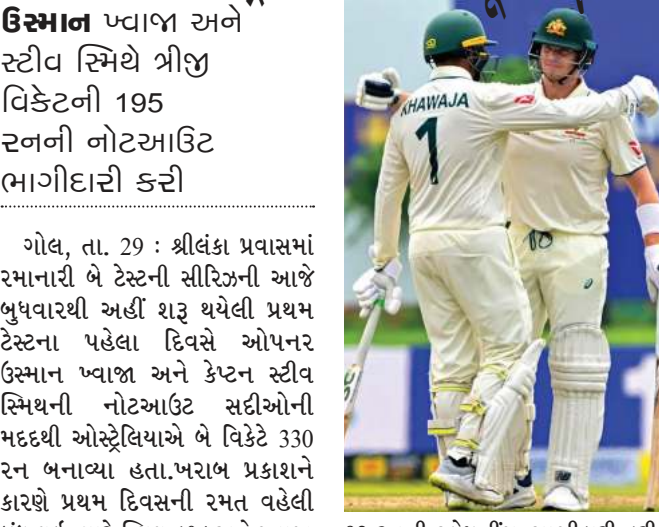 ઉસ્માન ખ્વાજા અને
સ્ટીવ સ્મિથે ત્રીજી
વિકેટની 195
રનની નોટઆઉટ
ભાગીદારી કરી
ગોલ, તા. 29 : શ્રીલંકા પ્રવાસમાં
રમાનારી બે ટેસ્ટની સીરિઝની આજે
બુધવારથી અહીં શરૂ થયેલી પ્રથમ
ટેસ્ટના પહેલા દિવસે ઓપનર
ઉસ્માન ખ્વાજા અને કેપ્ટન સ્ટીવ
સ્મિથની નોટઆઉટ સદીઓની
મદદથી ઓસ્ટ્રેલિયાએ બે વિકેટે 330
રન બનાવ્યા હતા.ખરાબ પ્રકાશને
કારણે પ્રથમ દિવસની રમત વહેલી
KHAWAJA
1